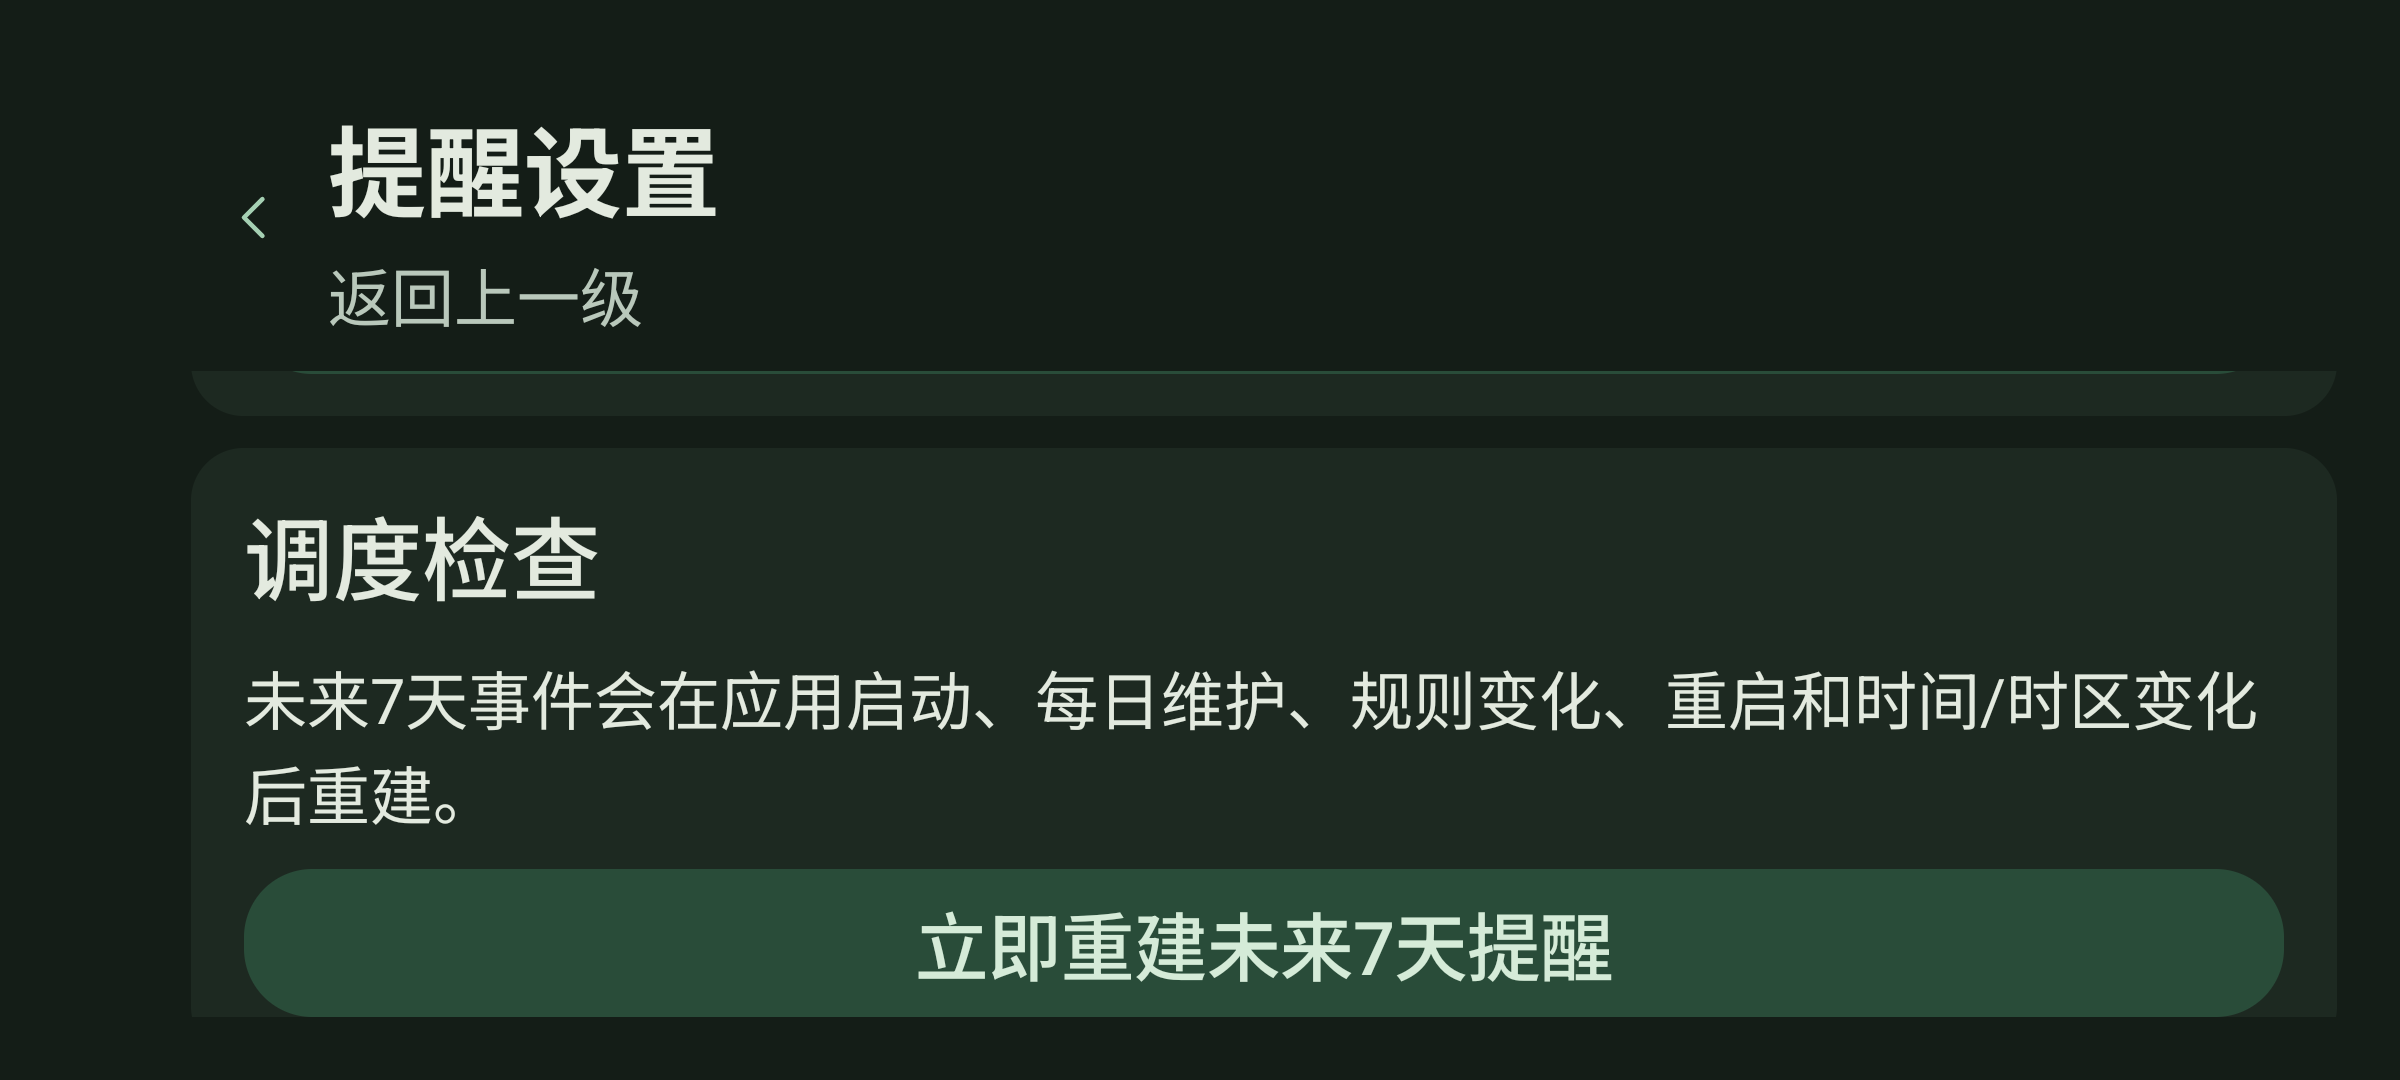 提醒设置
返回上一级
调度检查
未来7天事件会在应用启动、每日维护、规则变化、重启和时间/时区变化
后重建。
立即重建未来7天提醒